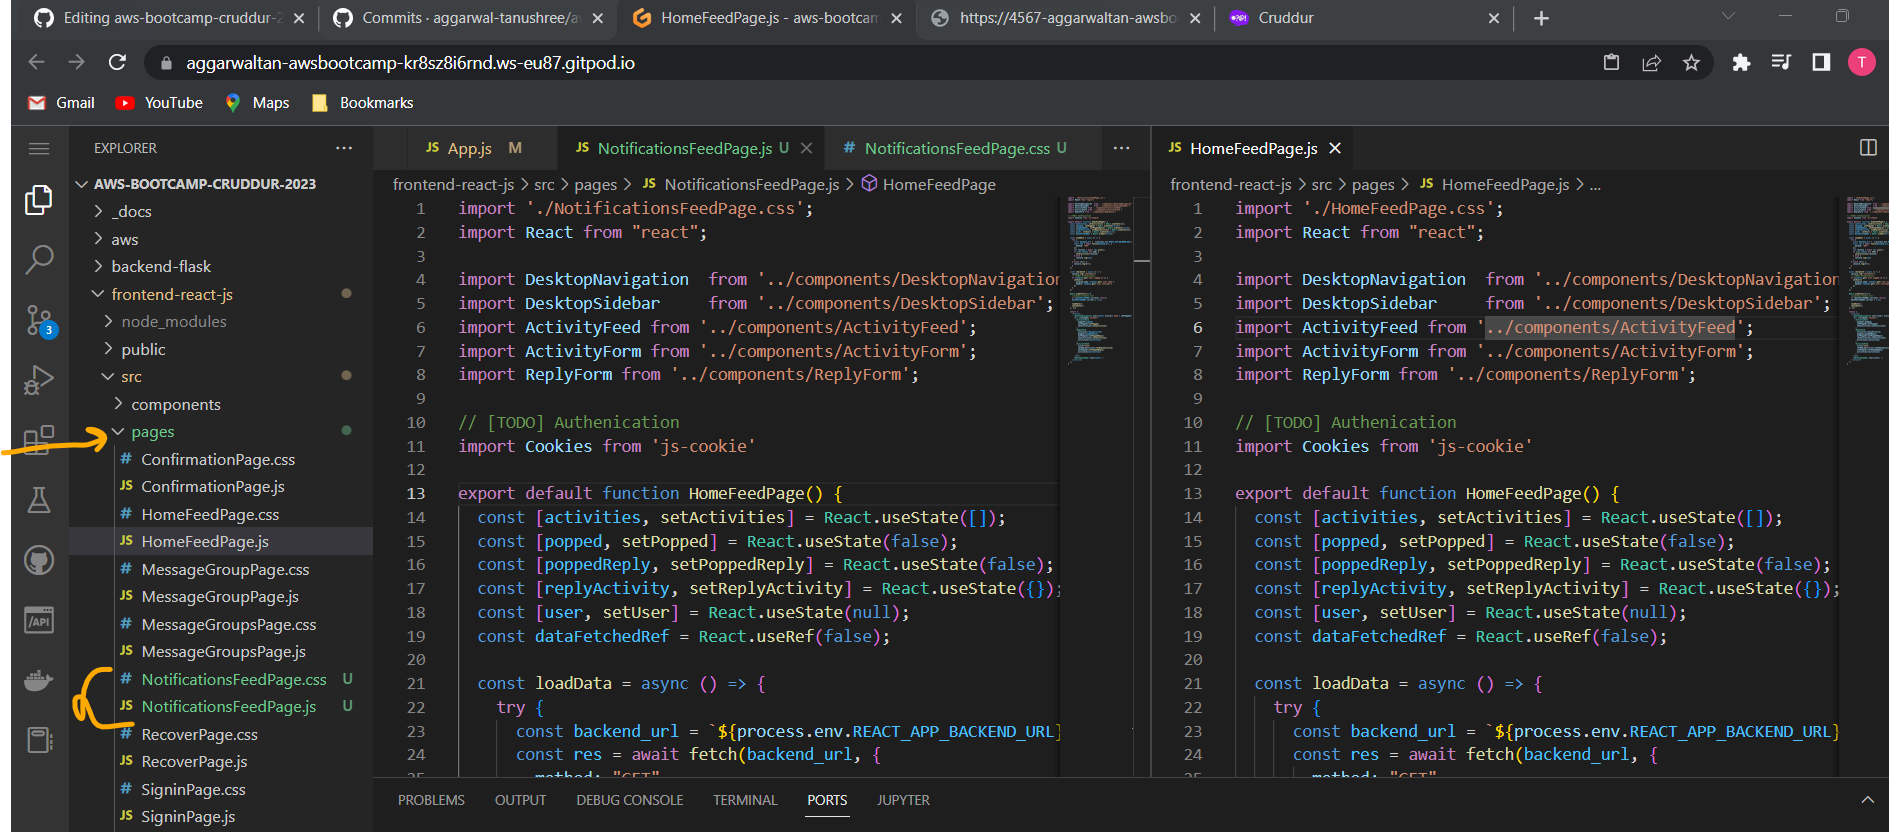 Editing aws-bootcamp-cruddur-2
Commits · aggarwal-tanushree/a
HomeFeedPage.js - aws-bootcam
https://4567-aggarwaltan-awsbo
Cruddur
aggarwaltan-awsbootcamp-kr8sz8i6rnd.ws-eu87.gitpod.io
T
Gmail
YouTube
Maps
Bookmarks
EXPLORER
AWS-BOOTCAMP-CRUDDUR-2023
_docs
aws
backend-flask
frontend-react-js
node_modules
public
src
components
pages
# ConfirmationPage.css
JS ConfirmationPage.js
# HomeFeedPage.css
JS HomeFeedPage.js
# MessageGroupPage.css
JS MessageGroupPage.js
# MessageGroupsPage.css
JS MessageGroupsPage.js
# NotificationsFeedPage.css U
JS NotificationsFeedPage.js U
# RecoverPage.css
JS RecoverPage.js
# SigninPage.css
JS SigninPage.js
3
/API
JS App.js M
JS NotificationsFeedPage.js U
# NotificationsFeedPage.css U
frontend-react-js > src > pages > JS NotificationsFeedPage.js > HomeFeedPage
1 import './NotificationsFeedPage.css';
2 import React from "react";
3
4 import DesktopNavigation  from '../components/DesktopNavigation
5 import DesktopSidebar     from '../components/DesktopSidebar';
6 import ActivityFeed from '../components/ActivityFeed';
7 import ActivityForm from '../components/ActivityForm';
8 import ReplyForm from '../components/ReplyForm';
9
10 // [TODO] Authenication
11 import Cookies from 'js-cookie'
12
13 export default function HomeFeedPage() {
14 const [activities, setActivities] = React.useState([]);
15 const [popped, setPopped] = React.useState(false);
16 const [poppedReply, setPoppedReply] = React.useState(false);
17 const [replyActivity, setReplyActivity] = React.useState({});
18 const [user, setUser] = React.useState(null);
19 const dataFetchedRef = React.useRef(false);
20
21 const loadData = async () => {
22 try {
23 const backend_url = `${process.env.REACT_APP_BACKEND_URL}
24 const res = await fetch(backend_url, {
25 method: "GET"
JS HomeFeedPage.js
frontend-react-js > src > pages > JS HomeFeedPage.js > ...
1 import './HomeFeedPage.css';
2 import React from "react";
3
4 import DesktopNavigation  from '../components/DesktopNavigation
5 import DesktopSidebar     from '../components/DesktopSidebar';
6 import ActivityFeed from '../components/ActivityFeed';
7 import ActivityForm from '../components/ActivityForm';
8 import ReplyForm from '../components/ReplyForm';
9
10 // [TODO] Authenication
11 import Cookies from 'js-cookie'
12
13 export default function HomeFeedPage() {
14 const [activities, setActivities] = React.useState([]);
15 const [popped, setPopped] = React.useState(false);
16 const [poppedReply, setPoppedReply] = React.useState(false);
17 const [replyActivity, setReplyActivity] = React.useState({});
18 const [user, setUser] = React.useState(null);
19 const dataFetchedRef = React.useRef(false);
20
21 const loadData = async () => {
22 try {
23 const backend_url = `${process.env.REACT_APP_BACKEND_URL}
24 const res = await fetch(backend_url, {
25 method: "GET"
PROBLEMS
OUTPUT
DEBUG CONSOLE
TERMINAL
PORTS
JUPYTER